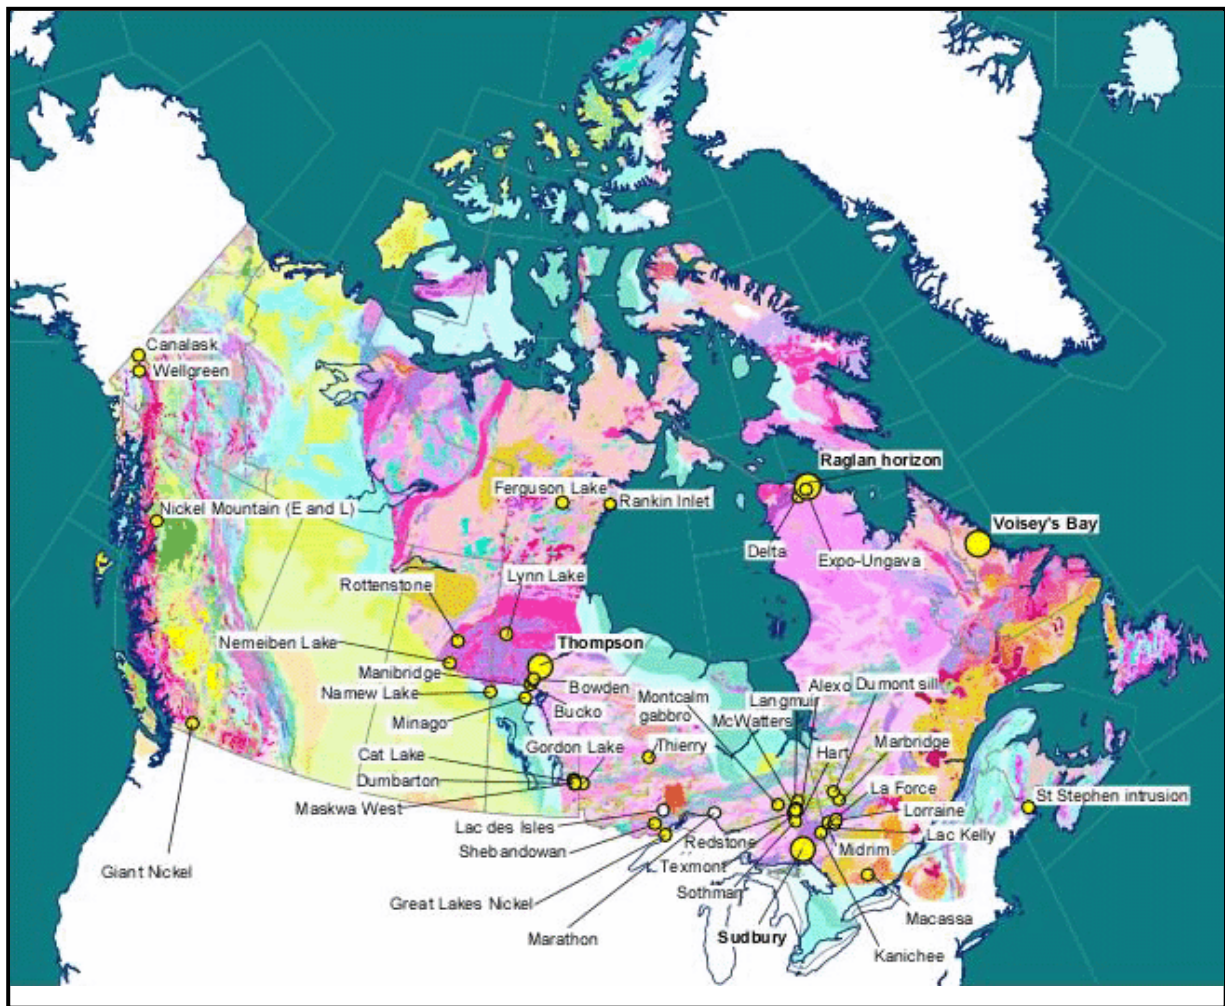 Canalask
Wellgreen
Raglan horizon
Ferguson Lake
Rankin Inlet
Nickel Mountain (E and L)
Voisey's Bay
Delta
Expo-Ungava
Rottenstone
Lynn Lake
Nemeiben Lake
Thompson
Manibridge
Bowden
Namew Lake
Bucko
Minago
Montcalm
gabbro
Langmuir
McWatters
Alexo
Dumont sill
Cat Lake
Gordon Lake
Thierry
Hart
Marbridge
Dumbarton
Maskwa West
La Force
St Stephen intrusion
Lorraine
Lac des Isles
Lac Kelly
Shebandowan
Redstone
Midrim
Texmont
Giant Nickel
Sothman
Great Lakes Nickel
Macassa
Marathon
Sudbury
Kanichee